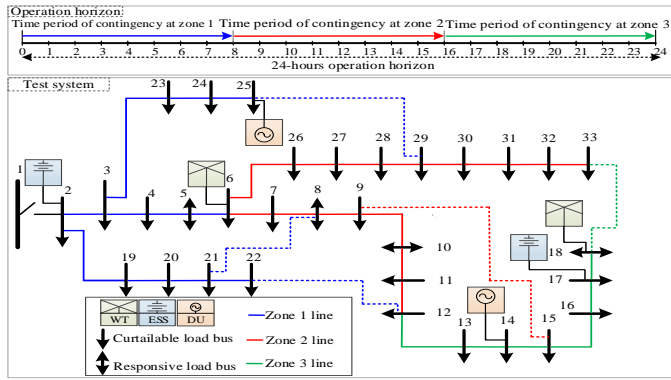 Operation horizon:
Time period of contingency at zone 1 Time period of contingency at zone 2 Time period of contingency at zone 3
0 1 2 3 4 5 6 7 8 9 10 11 12 13 14 15 16 17 18 19 20 21 22 23 24
24-hours operation horizon
Test system
23 24 25
26 27 28 29 30 31 32 33
1 2 3 4 5 6 7 8 9
10
11
12
13 14 15
16
17
18
19 20 21 22
WT ESS DU
Curtailable load bus
Responsive load bus
Zone 1 line
Zone 2 line
Zone 3 line